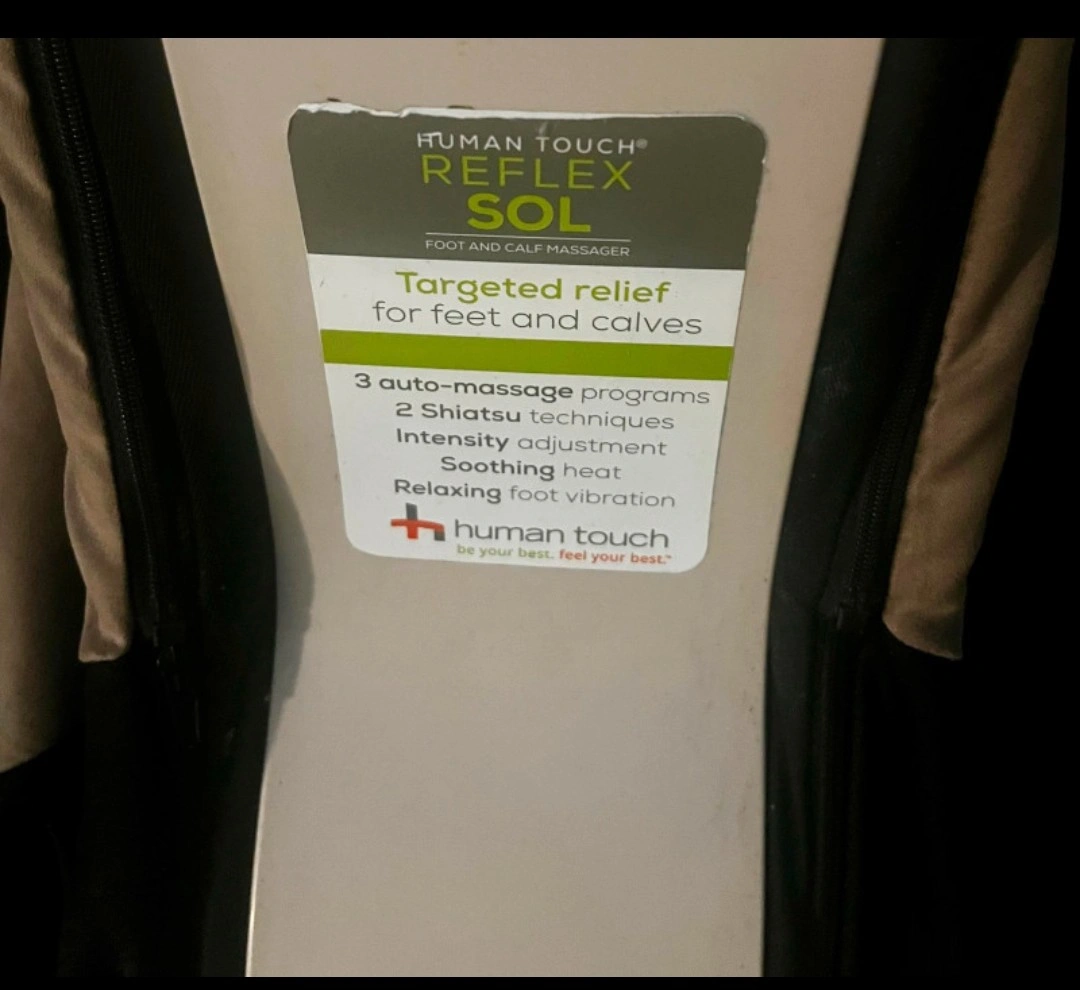 HUMAN TOUCH®
REFLEX
SOL
FOOT AND CALF MASSAGER
Targeted relief
for feet and calves
3 auto-massage programs
2 Shiatsu techniques
Intensity adjustment
Soothing heat
Relaxing foot vibration
human touch
be your best. feel your best.™